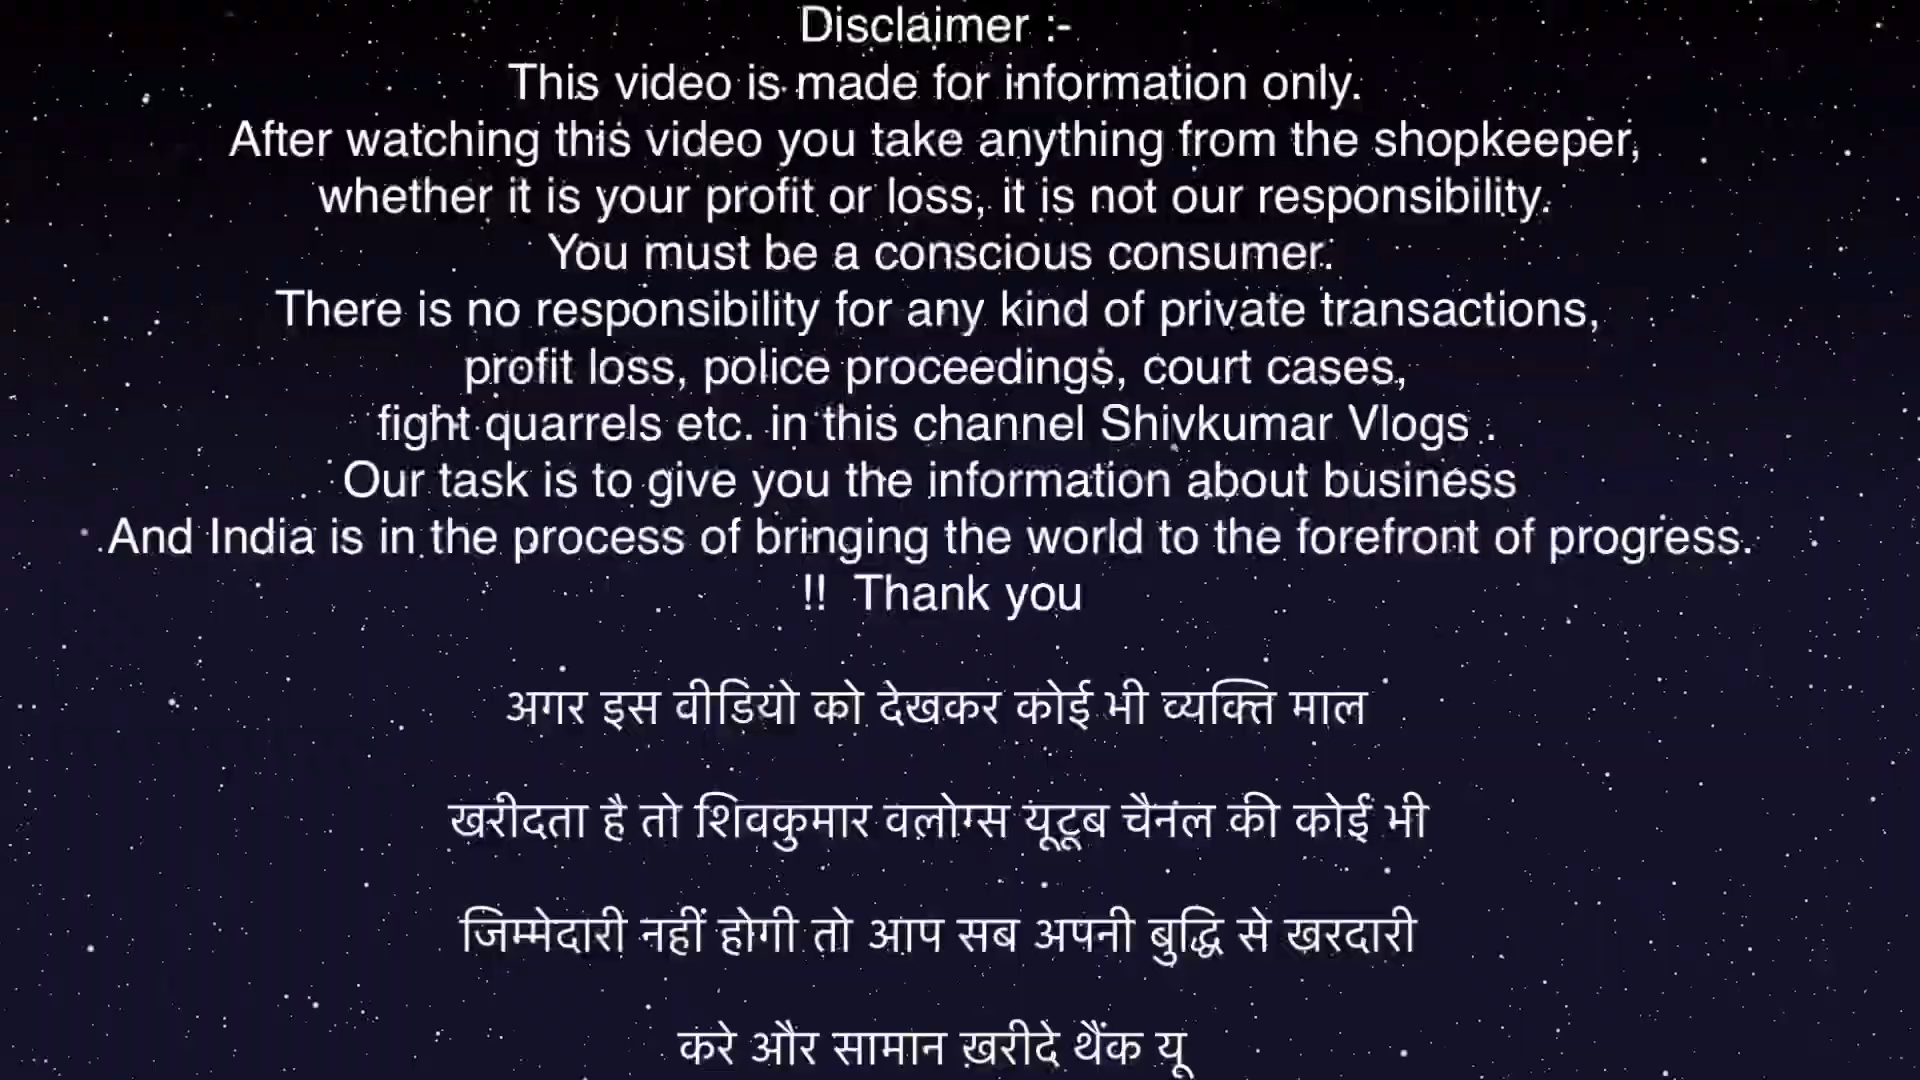 Disclaimer :-
This video is made for information only.
After watching this video you take anything from the shopkeeper,
whether it is your profit or loss, it is not our responsibility.
You must be a conscious consumer.
There is no responsibility for any kind of private transactions,
profit loss, police proceedings, court cases,
fight quarrels etc. in this channel Shivkumar Vlogs .
Our task is to give you the information about business
And India is in the process of bringing the world to the forefront of progress.
!! Thank you
अगर इस वीडियो को देखकर कोई भी व्यक्ति माल
खरीदता है तो शिवकुमार वलोग्स यूटूब चैनल की कोई भी
जिम्मेदारी नहीं होगी तो आप सब अपनी बुद्धि से खरदारी
करे और सामान ख़रीदे थैंक यू